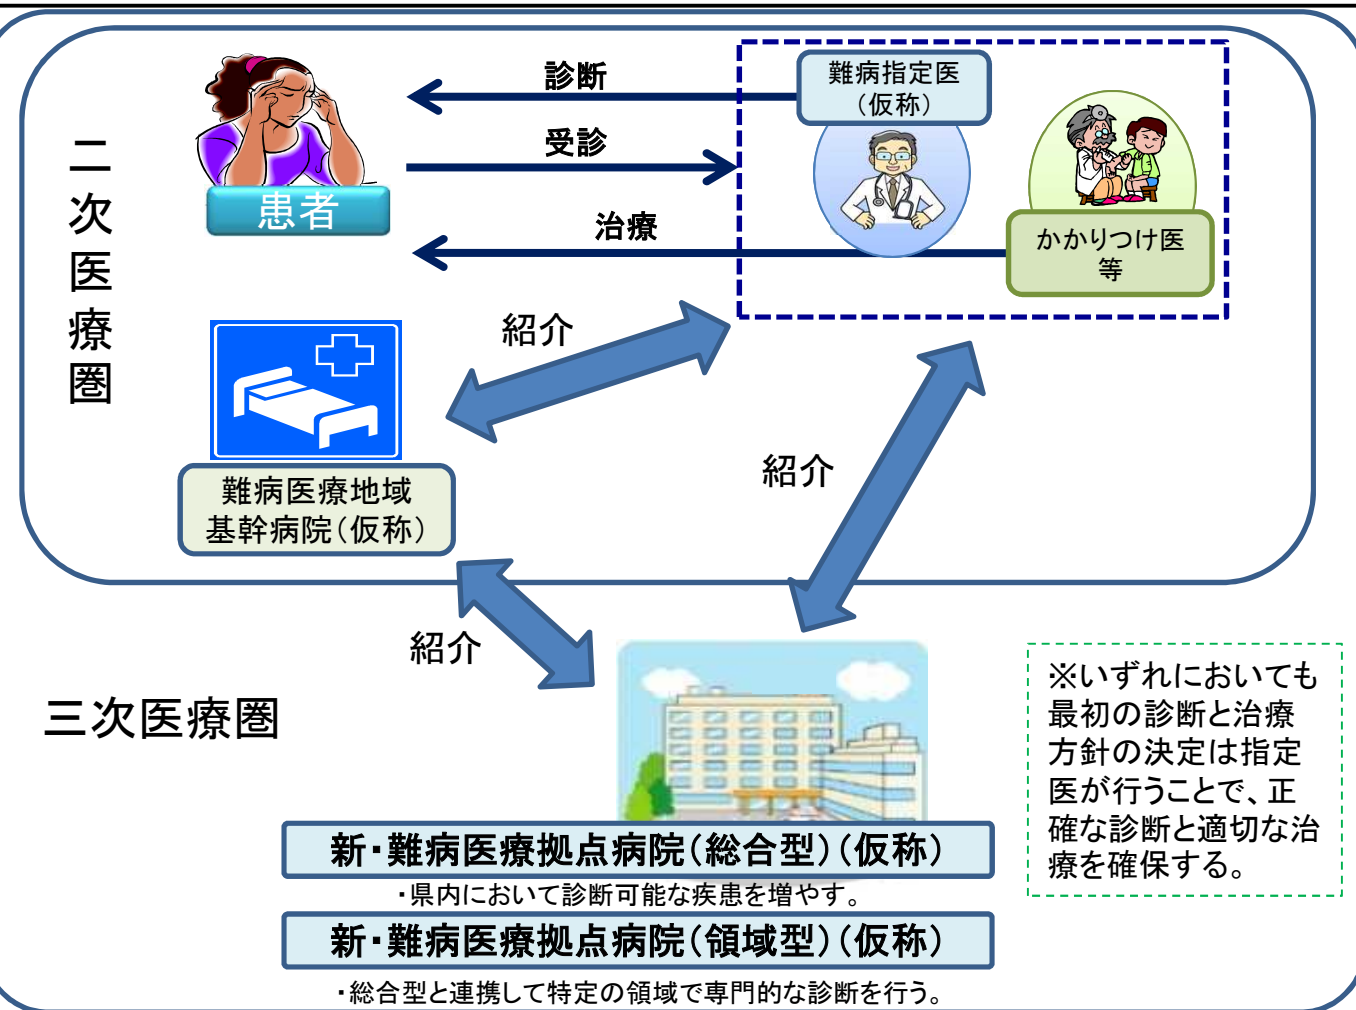 二次医療圏
診断
受診
治療
患者
難病指定医
（仮称）
かかりつけ医
等
紹介
難病医療地域
基幹病院（仮称）
紹介
紹介
三次医療圏
※いずれにおいても
最初の診断と治療
方針の決定は指定
医が行うことで、正
確な診断と適切な治
療を確保する。
新・難病医療拠点病院（総合型）（仮称）
・県内において診断可能な疾患を増やす。
新・難病医療拠点病院（領域型）（仮称）
・総合型と連携して特定の領域で専門的な診断を行う。